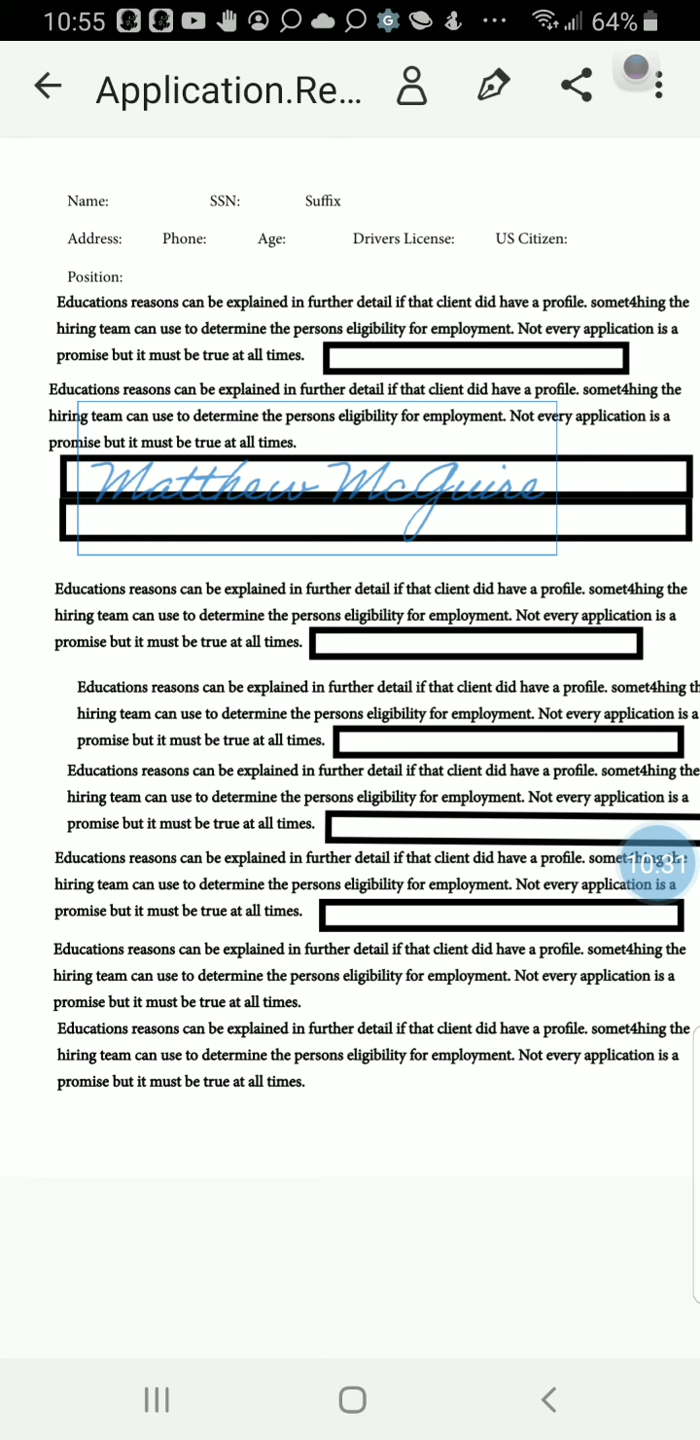 10:55 64%
Application.Re...
Name: SSN: Suffix
Address: Phone: Age: Drivers License: US Citizen:
Position:
Educations reasons can be explained in further detail if that client did have a profile. somet4hing the
hiring team can use to determine the persons eligibility for employment. Not every application is a
promise but it must be true at all times.
Educations reasons can be explained in further detail if that client did have a profile. somet4hing the
hiring team can use to determine the persons eligibility for employment. Not every application is a
promise but it must be true at all times.
Matthew McGuire
Educations reasons can be explained in further detail if that client did have a profile. somet4hing the
hiring team can use to determine the persons eligibility for employment. Not every application is a
promise but it must be true at all times.
Educations reasons can be explained in further detail if that client did have a profile. somet4hing th
hiring team can use to determine the persons eligibility for employment. Not every application is a
promise but it must be true at all times.
Educations reasons can be explained in further detail if that client did have a profile. somet4hing the
hiring team can use to determine the persons eligibility for employment. Not every application is a
promise but it must be true at all times.
Educations reasons can be explained in further detail if that client did have a profile. somet4hing the
10:31
hiring team can use to determine the persons eligibility for employment. Not every application is a
promise but it must be true at all times.
Educations reasons can be explained in further detail if that client did have a profile. somet4hing the
hiring team can use to determine the persons eligibility for employment. Not every application is a
promise but it must be true at all times.
Educations reasons can be explained in further detail if that client did have a profile. somet4hing the
hiring team can use to determine the persons eligibility for employment. Not every application is a
promise but it must be true at all times.